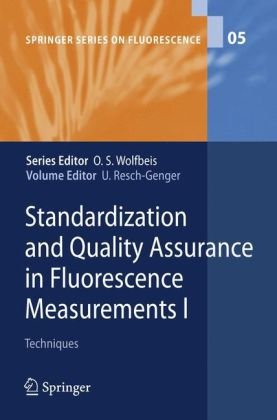 SPRINGER SERIES ON FLUORESCENCE 05
Series Editor O. S. Wolfbeis
Volume Editor U. Resch-Genger
Standardization
and Quality Assurance
in Fluorescence
Measurements I
Techniques
Springer